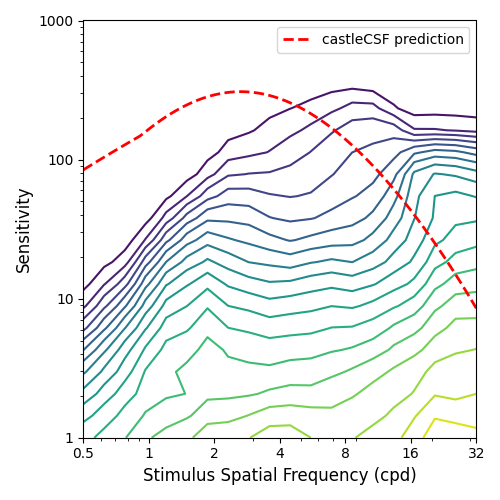 castleCSF prediction
Sensitivity
1000
100
10
1
0.5 1 2 4 8 16 32
Stimulus Spatial Frequency (cpd)